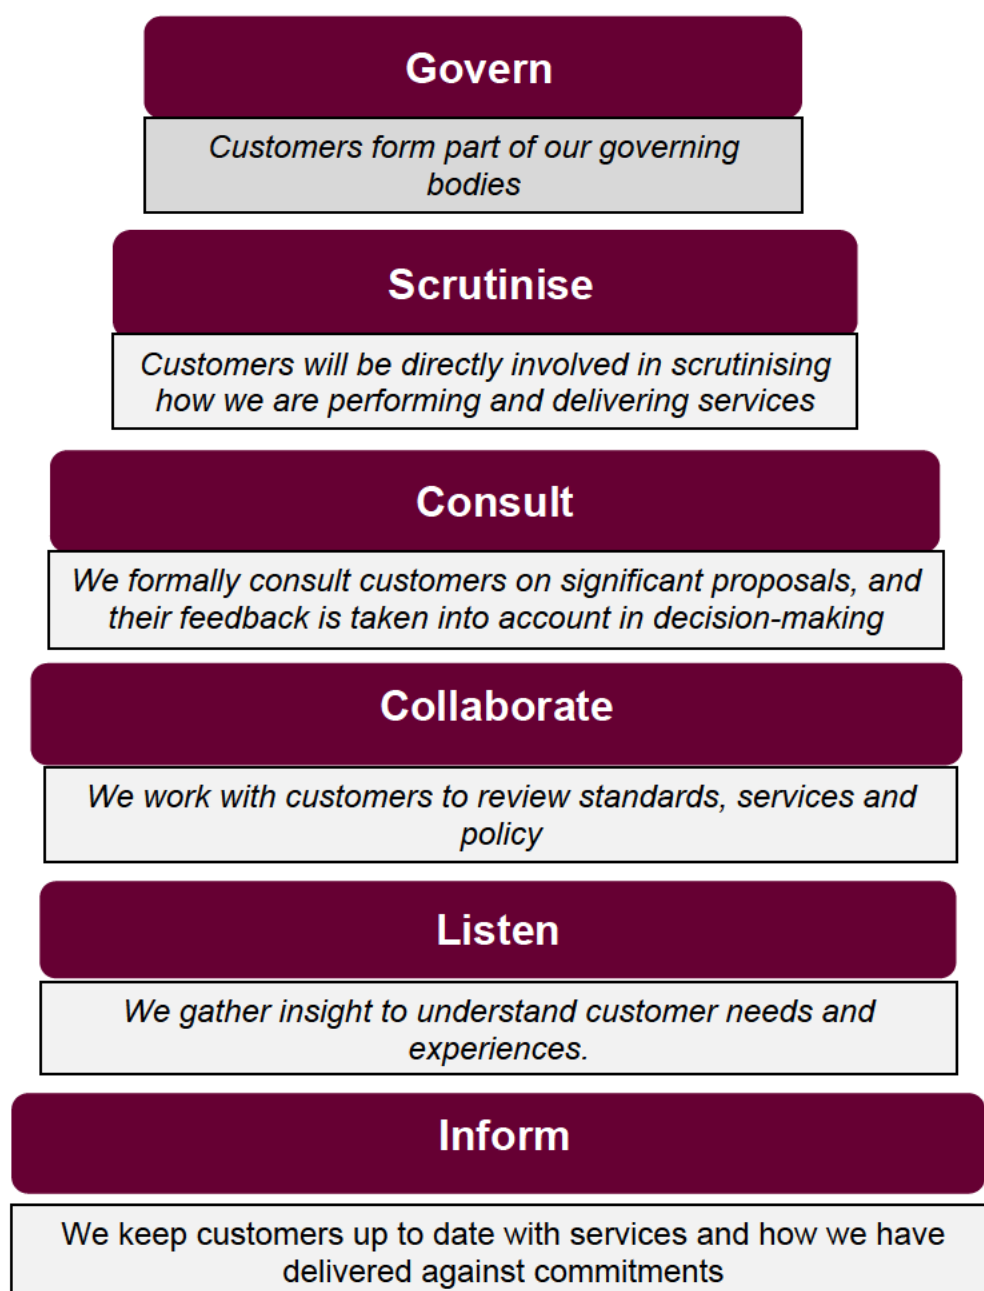 Govern
Customers form part of our governing
bodies
Scrutinise
Customers will be directly involved in scrutinising
how we are performing and delivering services
Consult
We formally consult customers on significant proposals, and
their feedback is taken into account in decision-making
Collaborate
We work with customers to review standards, services and
policy
Listen
We gather insight to understand customer needs and
experiences.
Inform
We keep customers up to date with services and how we have
delivered against commitments